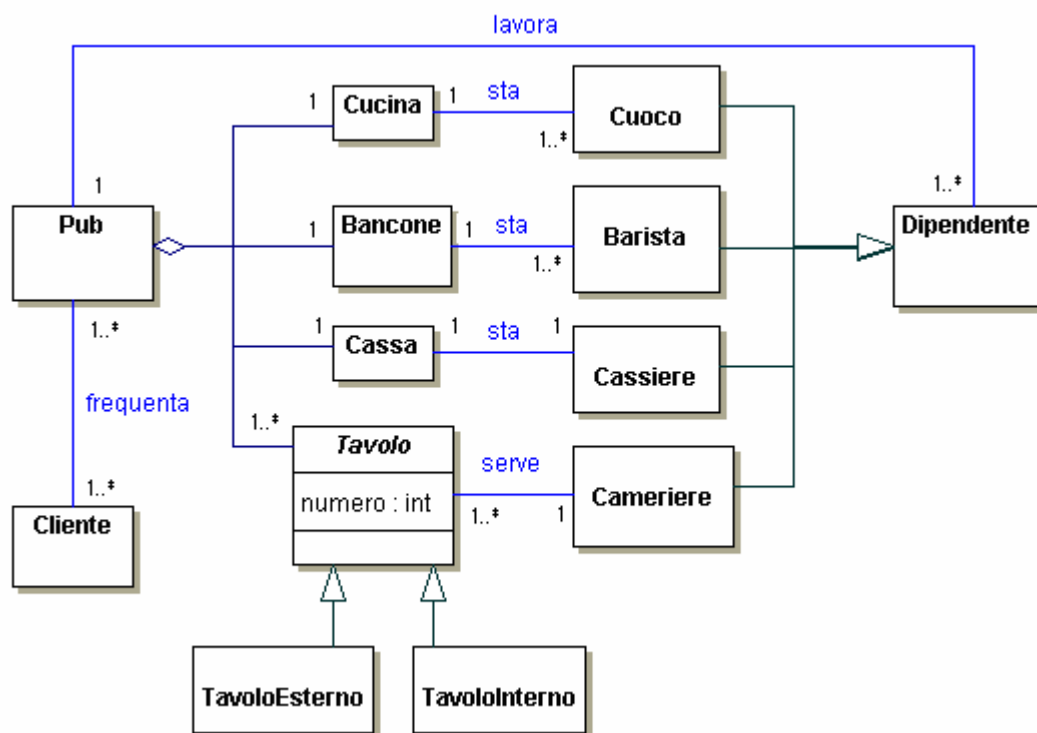 lavora
1
Cucina
1
sta
1..*
Cuoco
1
Pub
1
Bancone
1
sta
1..*
Barista
1..*
Dipendente
1..*
frequenta
1..*
Cliente
1
Cassa
1
sta
1
Cassiere
1..*
Tavolo
numero : int
serve
1..*
1
Cameriere
TavoloEsterno
TavoloInterno